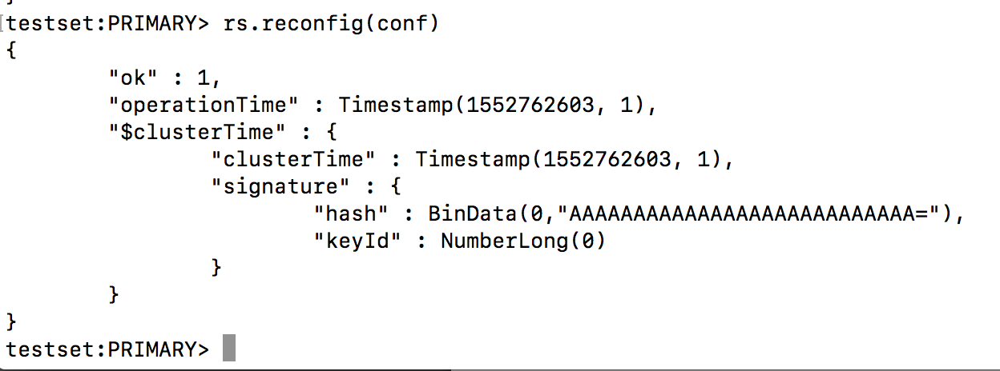 }
testset:PRIMARY> rs.reconfig(conf)
{
"ok" : 1,
"operationTime" : Timestamp(1552762603, 1),
"$clusterTime" : {
"clusterTime" : Timestamp(1552762603, 1),
"signature" : {
"hash" : BinData(0,"AAAAAAAAAAAAAAAAAAAAAAAAAAA="),
"keyId" : NumberLong(0)
}
}
}
testset:PRIMARY>